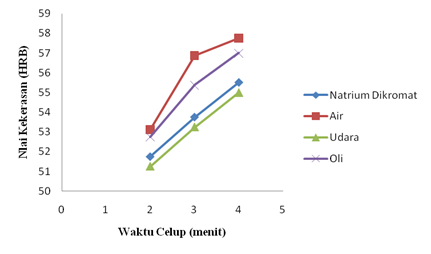 59
58
57
56
55
54
53
52
51
50
Nlai Kekerasan (HRB)
0 1 2 3 4 5
Waktu Celup (menit)
Natrium Dikromat
Air
Udara
Oli